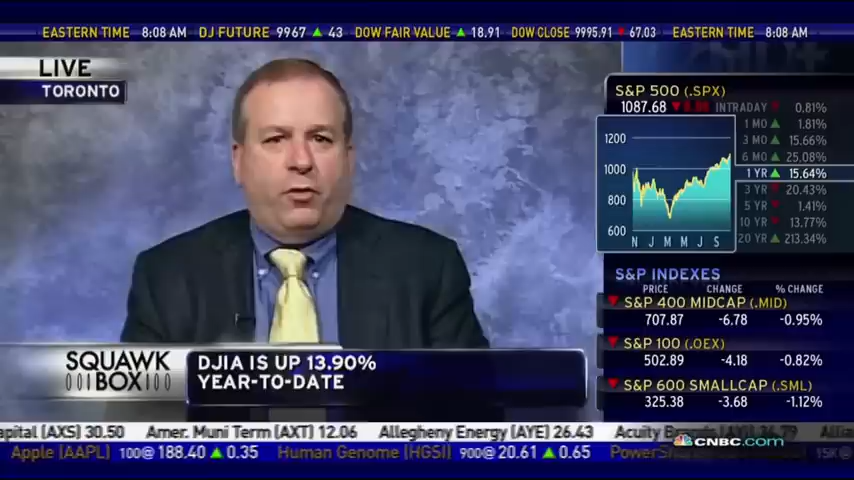 EASTERN TIME 8:08 AM DJ FUTURE 9967 ▲ 43 DOW FAIR VALUE ▲ 18.91 DOW CLOSE 9995.91 ▼ 67.03 EASTERN TIME 8:08 AM
LIVE
TORONTO
S&P 500 (.SPX)
1087.68 ▼ INTRADAY ▼ 0.81%
1 MO ▲ 1.81%
3 MO ▲ 15.66%
6 MO ▲ 25.08%
1 YR ▲ 15.64%
3 YR ▼ 20.43%
5 YR ▼ 1.41%
10 YR ▼ 13.77%
20 YR ▲ 213.34%
1200
1000
800
600
N J M M J S
S&P INDEXES
PRICE CHANGE % CHANGE
▼ S&P 400 MIDCAP (.MID)
707.87 -6.78 -0.95%
▼ S&P 100 (.OEX)
502.89 -4.18 -0.82%
▼ S&P 600 SMALLCAP (.SML)
325.38 -3.68 -1.12%
SQUAWK
BOX
DJIA IS UP 13.90%
YEAR-TO-DATE
apital (AXS) 30.50 Amer. Muni Term (AXT) 12.06 Allegheny Energy (AYE) 26.43 Acuity
CNBC.com
Apple (AAPL) 100@188.40 ▲ 0.35 Human Genome (HGSI) 900@20.61 ▲ 0.65 Power 15K@